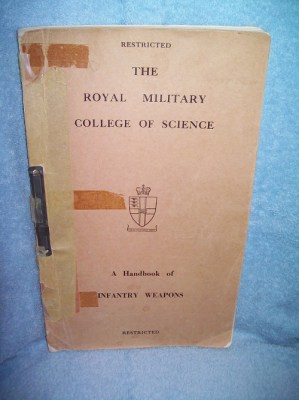 RESTRICTED
THE
ROYAL MILITARY
COLLEGE OF SCIENCE
A Handbook of
INFANTRY WEAPONS
RESTRICTED